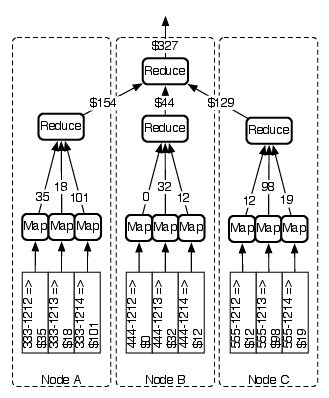 $327
Reduce
$154
$44
$129
Reduce
Reduce
Reduce
35
18
101
0
32
12
12
98
19
Map
Map
Map
Map
Map
Map
Map
Map
Map
333-1212 =>
$35
333-1213 =>
$18
333-1214 =>
$101
444-1212 =>
$0
444-1213 =>
$32
444-1214 =>
$12
555-1212 =>
$12
555-1213 =>
$98
555-1214 =>
$19
Node A
Node B
Node C